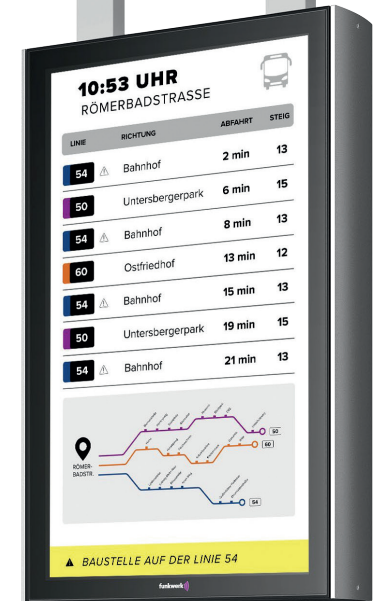 10:53 UHR
RÖMERBADSTRASSE
LINIE RICHTUNG ABFAHRT STEIG
54 Bahnhof 2 min 13
50 Untersbergerpark 6 min 15
54 Bahnhof 8 min 13
60 Ostfriedhof 13 min 12
54 Bahnhof 15 min 13
50 Untersbergerpark 19 min 15
54 Bahnhof 21 min 13
50
60
RÖMER-
BADSTR.
54
BAUSTELLE AUF DER LINIE 54
funkwerk